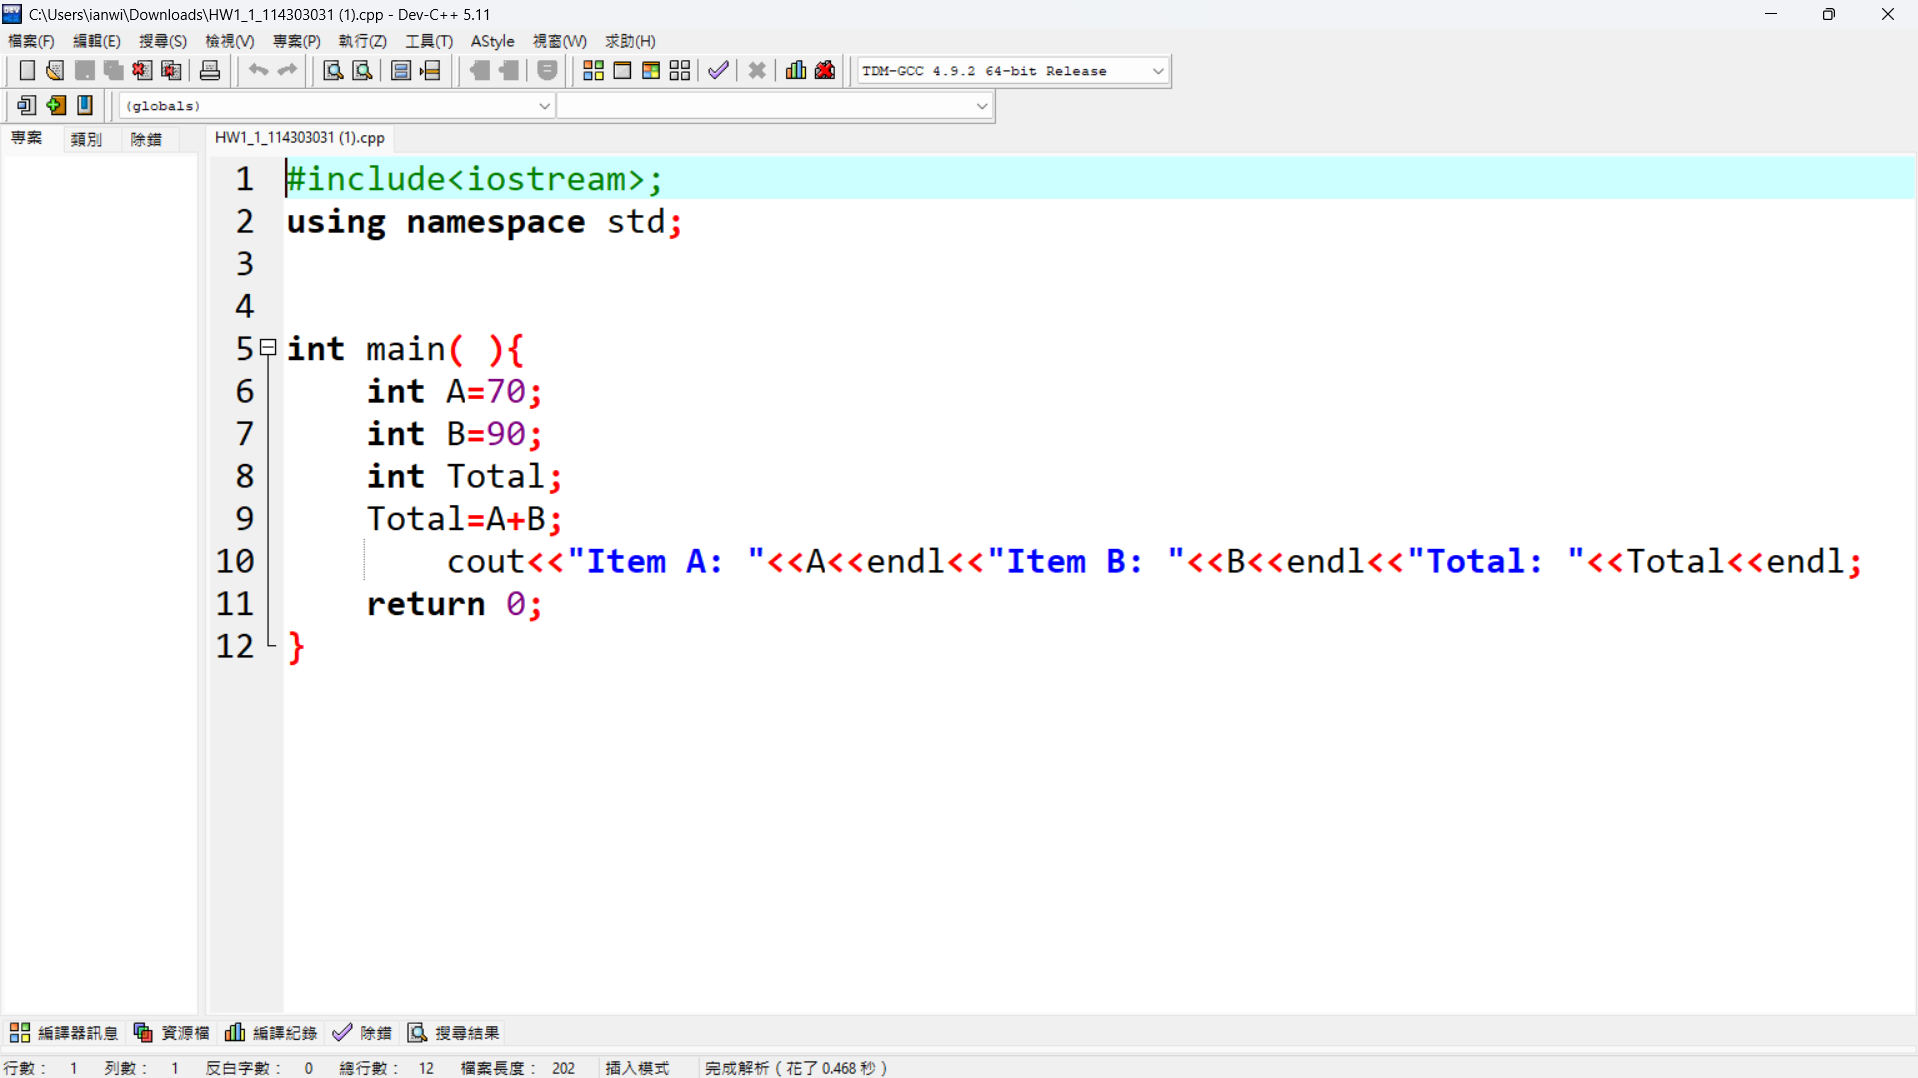 C:\Users\ianwi\Downloads\HW1_1_114303031 (1).cpp - Dev-C++ 5.11
檔案(F) 編輯(E) 搜尋(S) 檢視(V) 專案(P) 執行(Z) 工具(T) AStyle 視窗(W) 求助(H)
TDM-GCC 4.9.2 64-bit Release
(globals)
專案 類別 除錯 HW1_1_114303031 (1).cpp
1 #include<iostream>;
2 using namespace std;
3
4
5 int main( ){
6 int A=70;
7 int B=90;
8 int Total;
9 Total=A+B;
10 cout<<"Item A: "<<A<<endl<<"Item B: "<<B<<endl<<"Total: "<<Total<<endl;
11 return 0;
12 }
編譯器訊息 資源檔 編譯紀錄 除錯 搜尋結果
行數： 1 列數： 1 反白字數： 0 總行數： 12 檔案長度： 202 插入模式 完成解析 ( 花了 0.468 秒 )